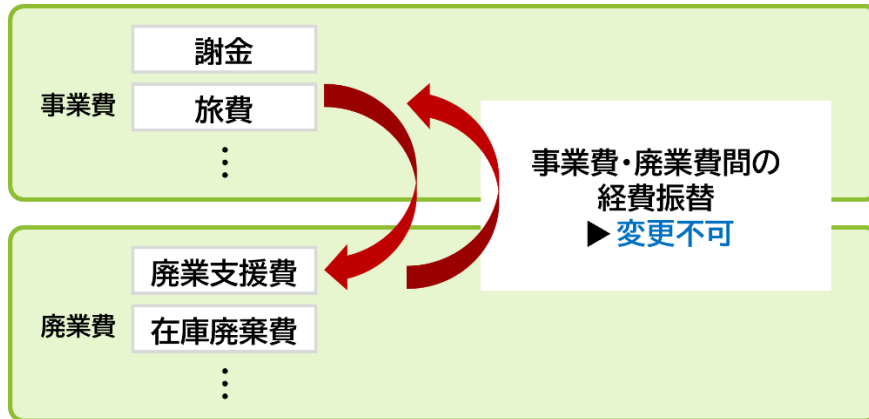 事業費
謝金
旅費
⋮
事業費・廃業費間の
経費振替
▶変更不可
廃業費
廃業支援費
在庫廃棄費
⋮